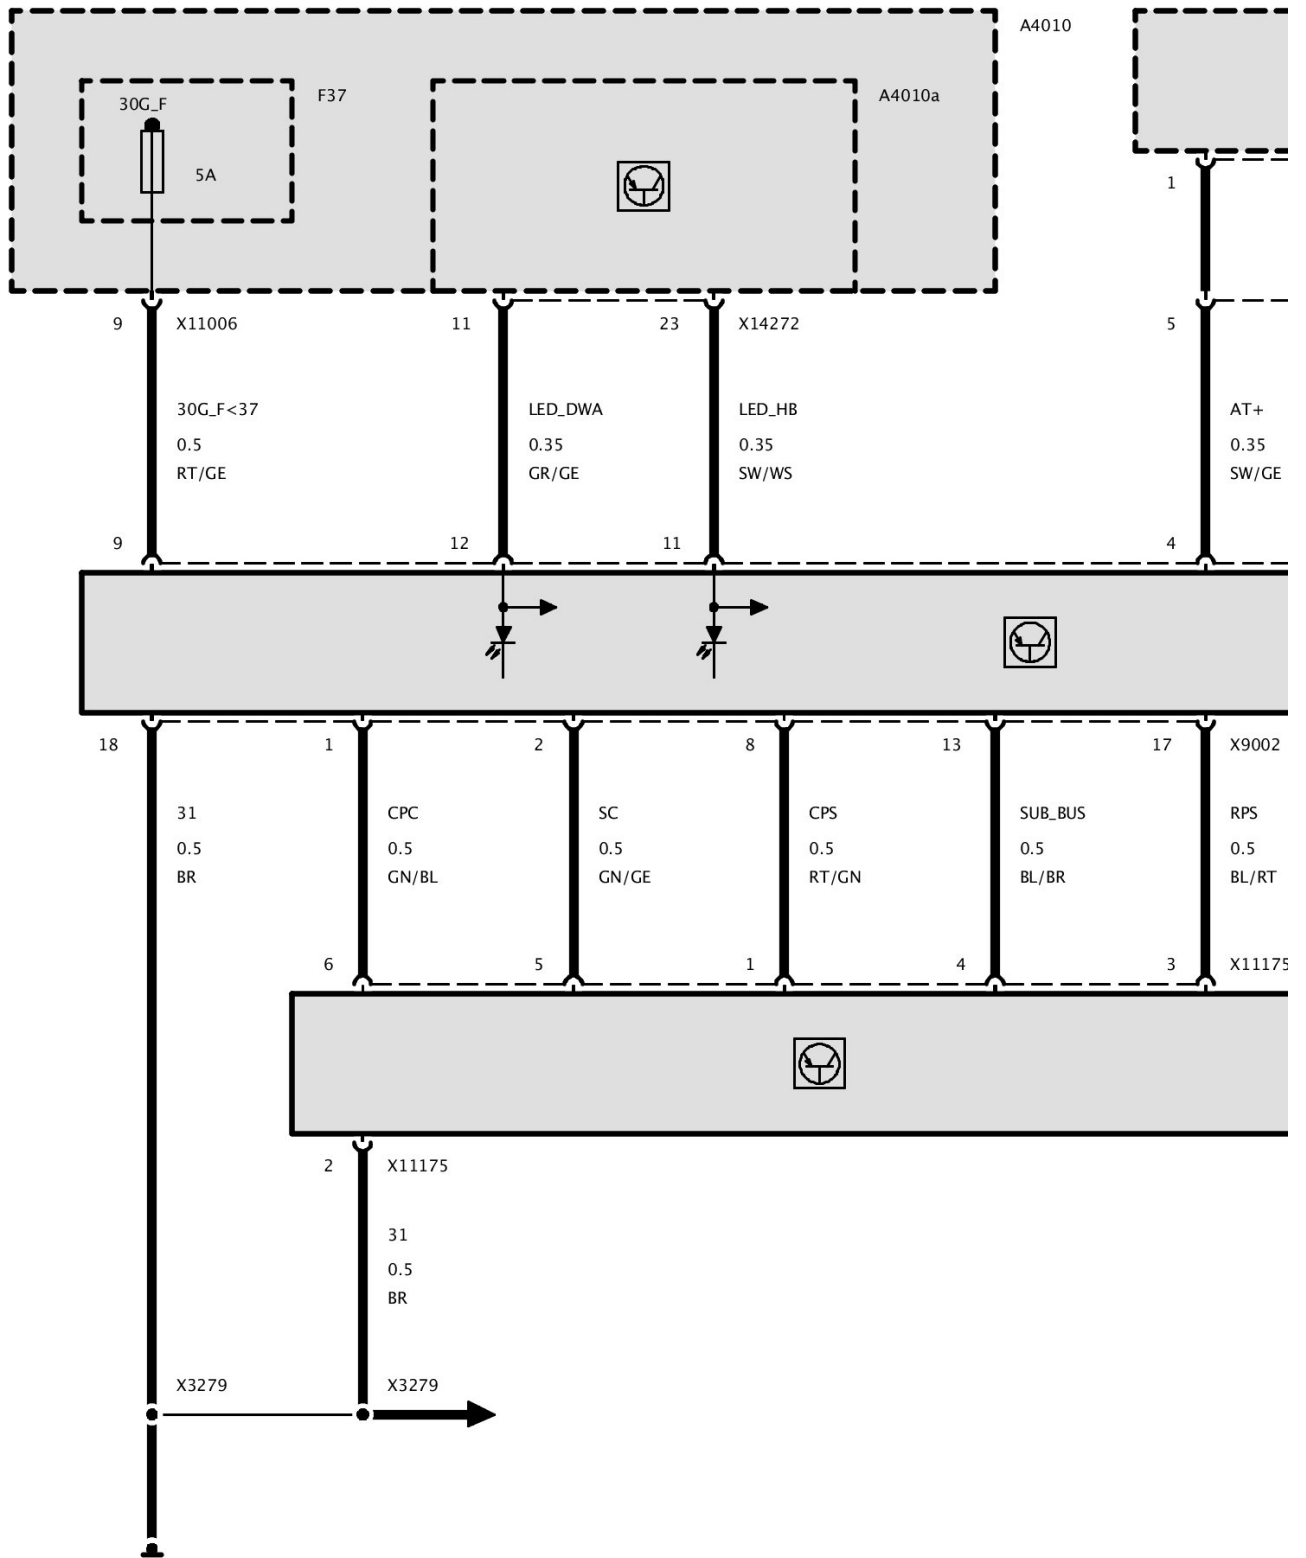 A4010
30G_F
F37
A4010a
5A
1
9
X11006
11
23
X14272
5
30G_F<37
LED_DWA
LED_HB
AT+
0.5
0.35
0.35
0.35
RT/GE
GR/GE
SW/WS
SW/GE
9
12
11
4
18
1
2
8
13
17
X9002
31
CPC
SC
CPS
SUB_BUS
RPS
0.5
0.5
0.5
0.5
0.5
0.5
BR
GN/BL
GN/GE
RT/GN
BL/BR
BL/RT
6
5
1
4
3
X11175
2
X11175
31
0.5
BR
X3279
X3279